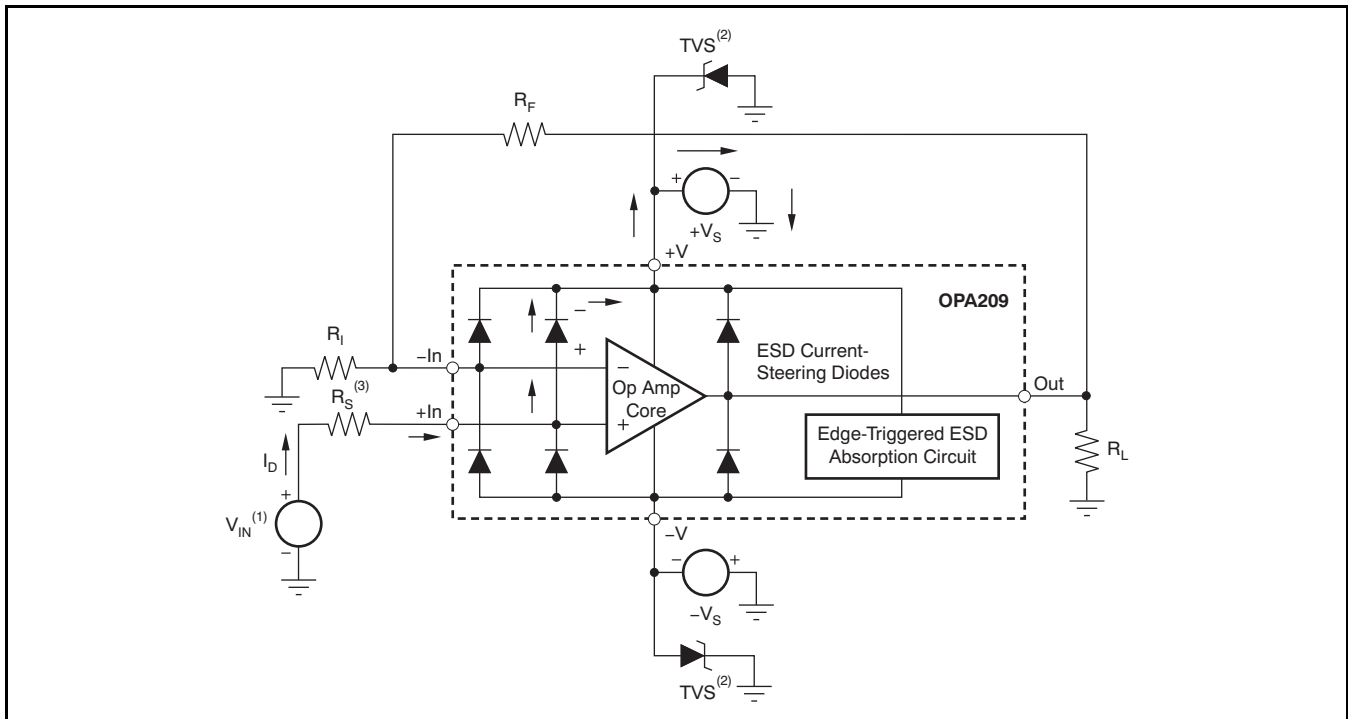 TVS(2)
RF
+ −
+VS
+V
OPA209
RI
−In
−
+
−
Op Amp
Core
+
ESD Current-
Steering Diodes
Out
RS(3)
+In
Edge-Triggered ESD
Absorption Circuit
RL
ID
+
VIN(1)
−
−V
− +
−VS
TVS(2)